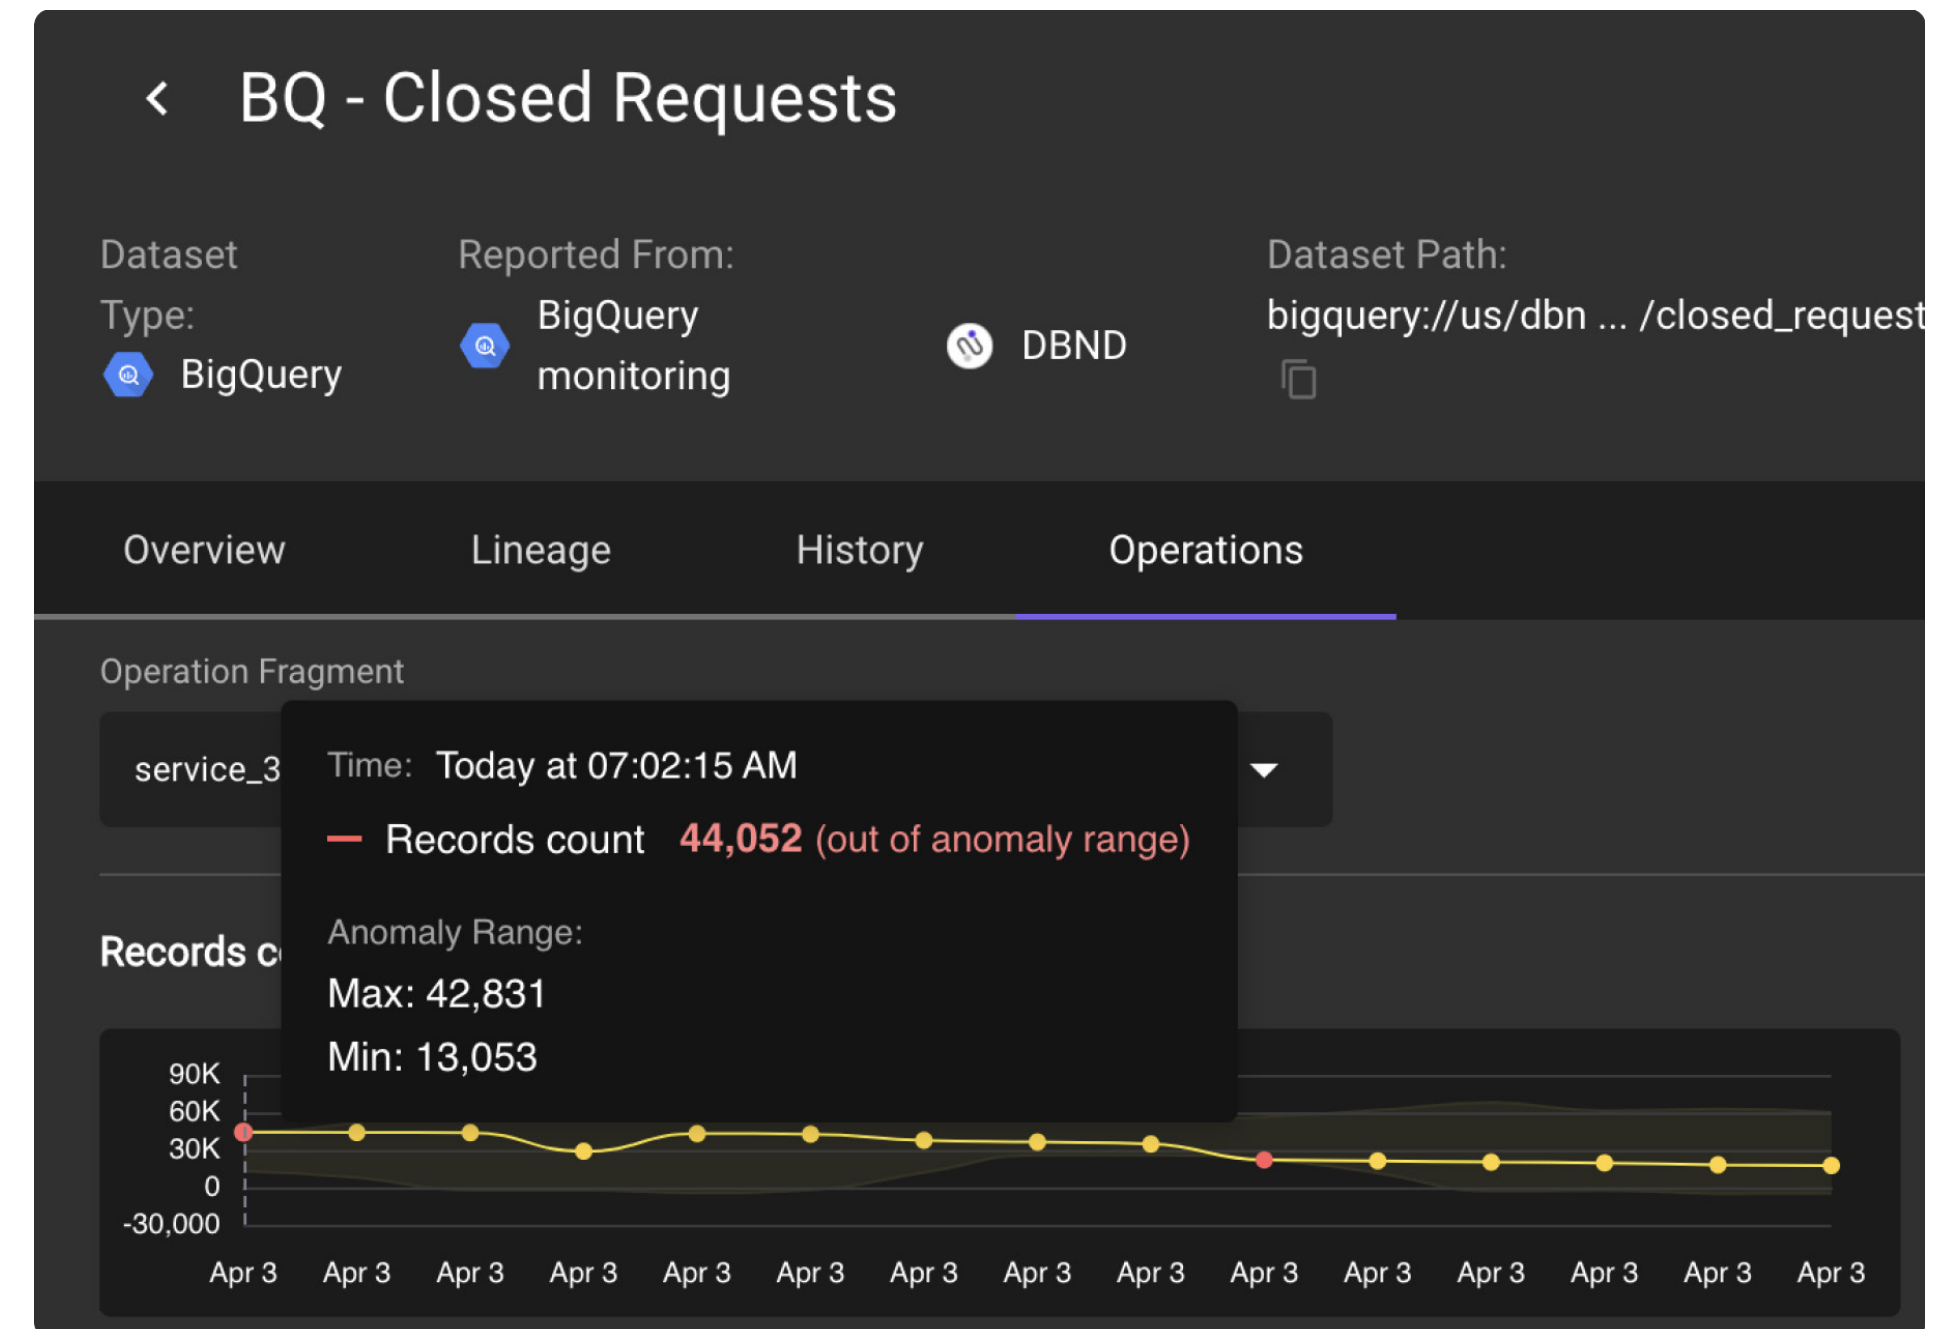 BQ - Closed Requests
Dataset
Type:
BigQuery
Reported From:
BigQuery
monitoring
DBND
Dataset Path:
bigquery://us/dbn ... /closed_request
Overview Lineage History Operations
Operation Fragment
service_3
Time: Today at 07:02:15 AM
Records count 44,052 (out of anomaly range)
Anomaly Range:
Max: 42,831
Min: 13,053
Records
90K
60K
30K
0
-30,000
Apr 3 Apr 3 Apr 3 Apr 3 Apr 3 Apr 3 Apr 3 Apr 3 Apr 3 Apr 3 Apr 3 Apr 3 Apr 3 Apr 3 Apr 3